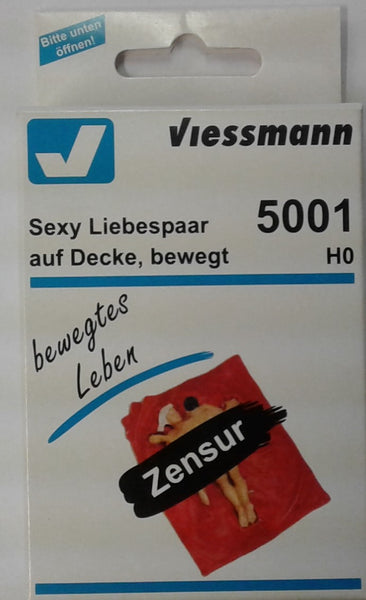 Bitte unten
öffnen!
Viessmann
Sexy Liebespaar
auf Decke, bewegt
5001
H0
bewegtes
Leben
Zensur